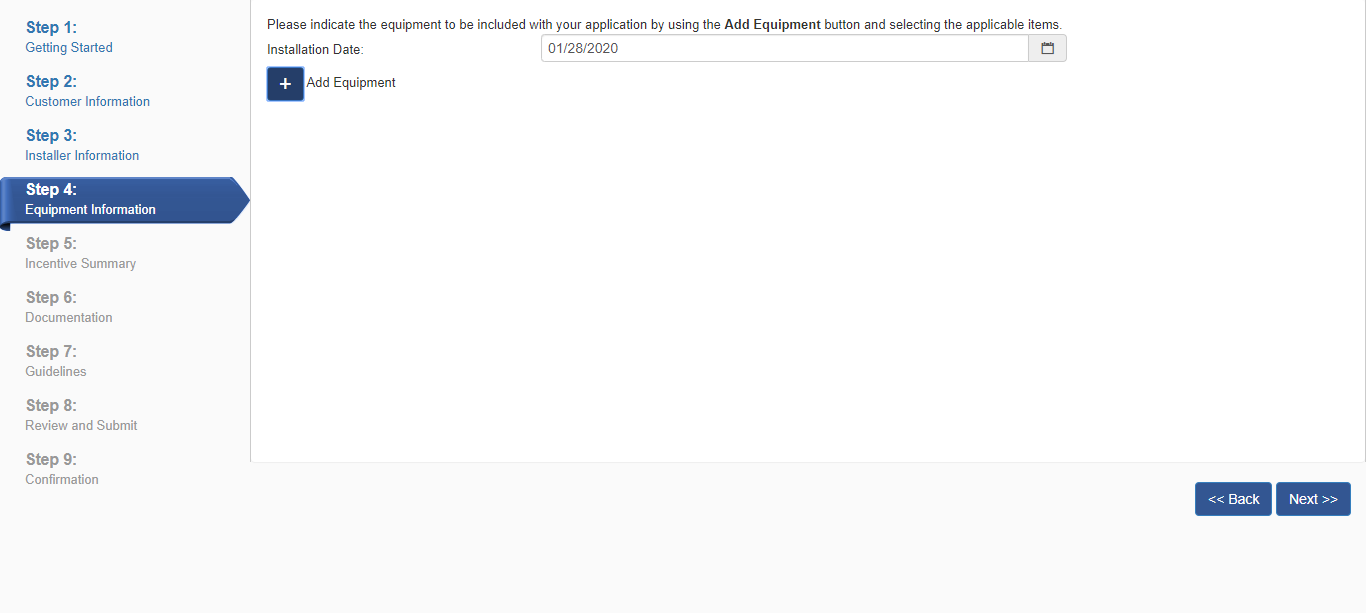 Step 1:
Getting Started
Step 2:
Customer Information
Step 3:
Installer Information
Step 4:
Equipment Information
Step 5:
Incentive Summary
Step 6:
Documentation
Step 7:
Guidelines
Step 8:
Review and Submit
Step 9:
Confirmation
Please indicate the equipment to be included with your application by using the Add Equipment button and selecting the applicable items.
Installation Date: 01/28/2020
+ Add Equipment
<< Back Next >>